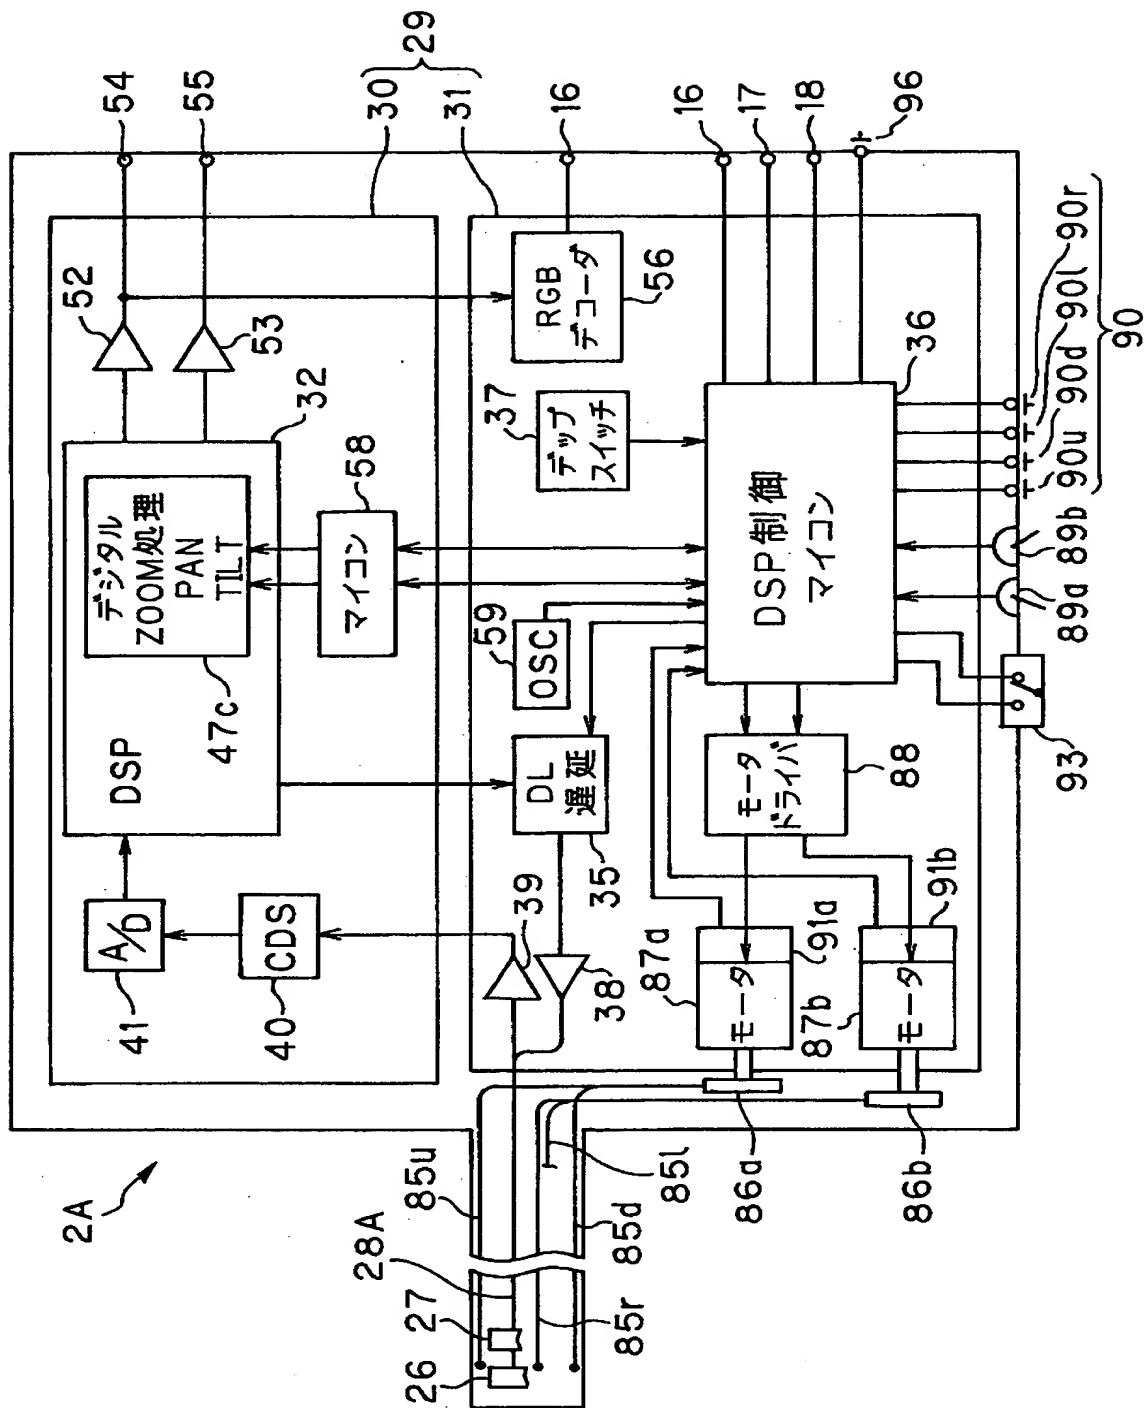 2A
54
55
30
29
31
16
16
17
18
96
52
53
32
デジタル
ZOOM処理
PAN
TILT
47c
DSP
58
マイコン
41
A/D
40
CDS
RGB
デコーダ
56
37
デップ
スイッチ
59
OSC
DL
遅延
35
39
38
36
DSP制御
マイコン
モータ
ドライバ
88
87a
モータ
91a
87b
モータ
91b
93
89a
89b
90u
90d
90l
90r
90
86a
86b
85u
28A
27
26
85l
85d
85r